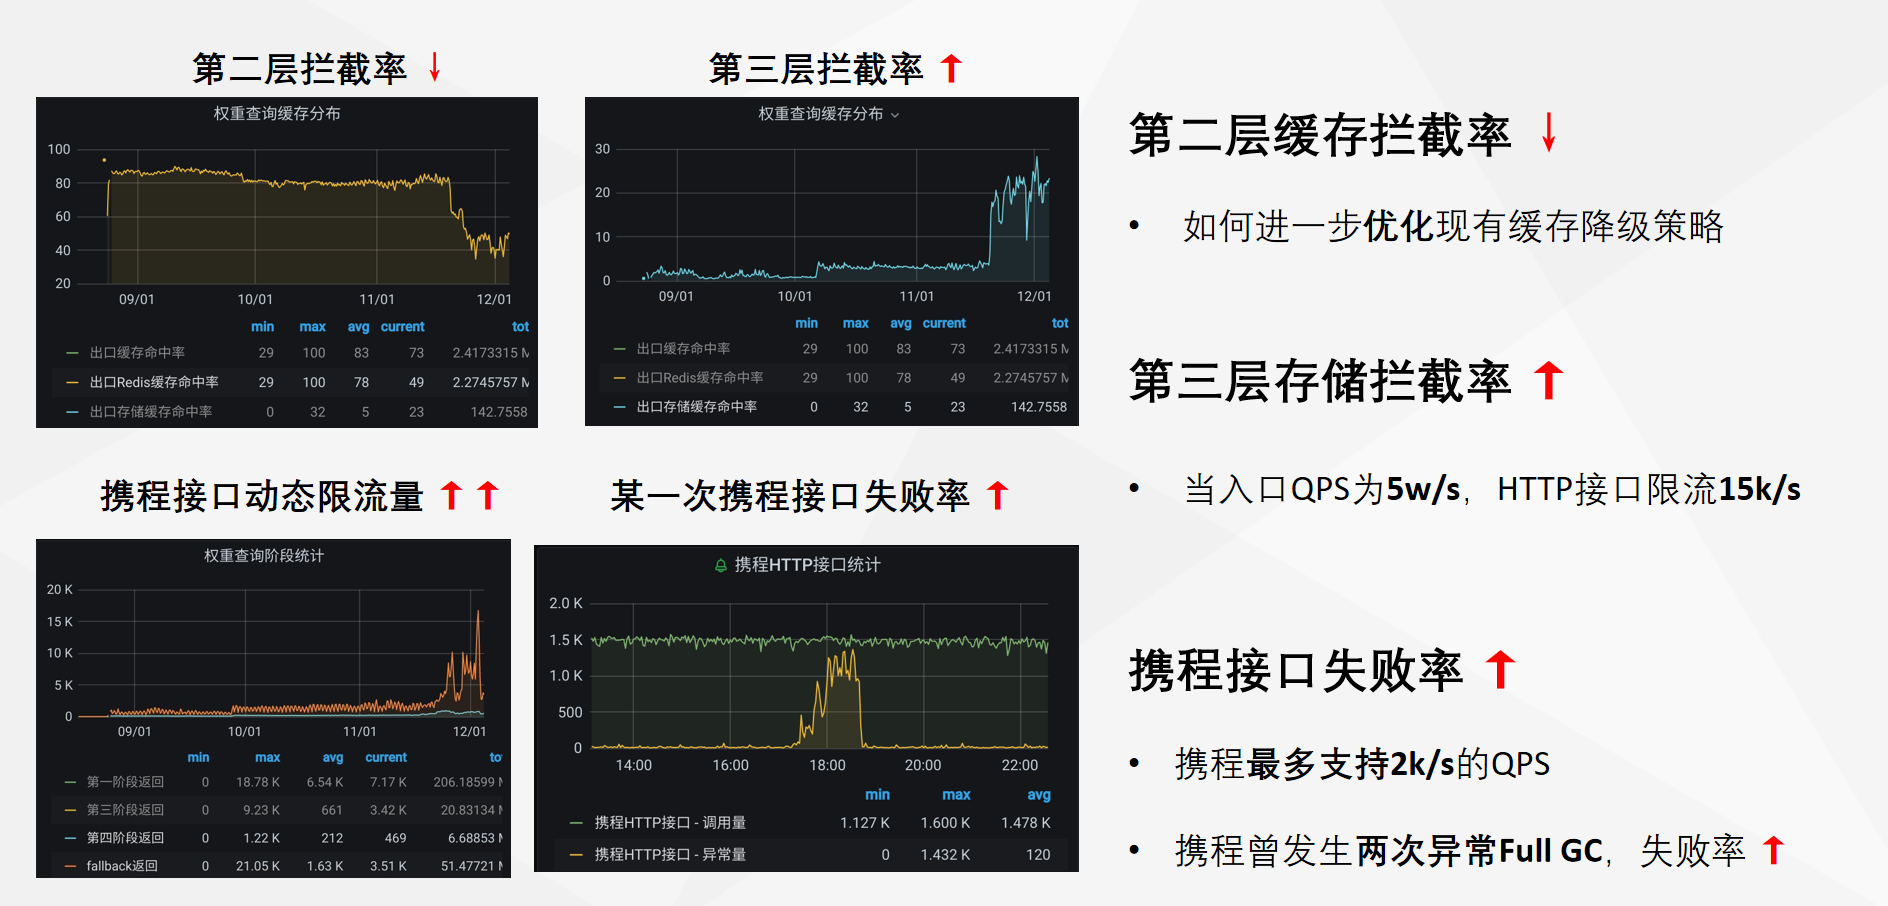 第二层拦截率 ↓
权重查询缓存分布
100
80
60
40
20
09/01 10/01 11/01 12/01
min max avg current tot
出口缓存命中率 29 100 83 73 2.4173315 M
出口Redis缓存命中率 29 100 78 49 2.2745757 M
出口存储缓存命中率 0 32 5 23 142.7558
第三层拦截率 ↑
权重查询缓存分布
30
20
10
0
09/01 10/01 11/01 12/01
min max avg current tot
出口缓存命中率 29 100 83 73 2.4173315 M
出口Redis缓存命中率 29 100 78 49 2.2745757 M
出口存储缓存命中率 0 32 5 23 142.7558
携程接口动态限流量 ↑ ↑
权重查询阶段统计
20 K
15 K
10 K
5 K
0
09/01 10/01 11/01 12/01
min max avg current to
第一阶段返回 0 18.78 K 6.54 K 7.17 K 206.18599 M
第三阶段返回 0 9.23 K 661 3.42 K 20.83134 M
第四阶段返回 0 1.22 K 212 469 6.68853 M
fallback返回 0 21.05 K 1.63 K 3.51 K 51.47721 M
某一次携程接口失败率 ↑
携程HTTP接口统计
2.0 K
1.5 K
1.0 K
500
0
14:00 16:00 18:00 20:00 22:00
min max avg
携程HTTP接口 - 调用量 1.127 K 1.600 K 1.478 K
携程HTTP接口 - 异常量 0 1.432 K 120
第二层缓存拦截率 ↓
• 如何进一步优化现有缓存降级策略
第三层存储拦截率 ↑
• 当入口QPS为5w/s，HTTP接口限流15k/s
携程接口失败率 ↑
• 携程最多支持2k/s的QPS
• 携程曾发生两次异常Full GC，失败率 ↑